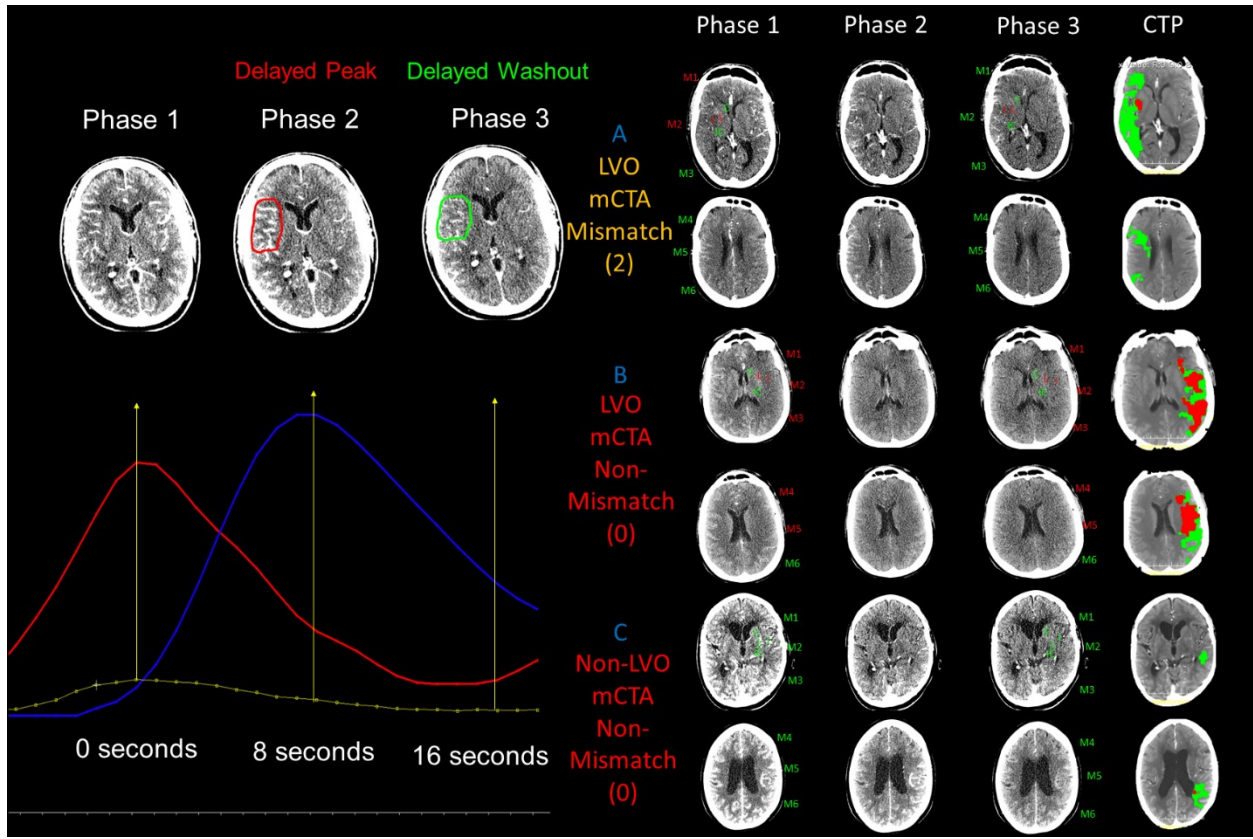 Delayed Peak
Delayed Washout
Phase 1
Phase 2
Phase 3
0 seconds
8 seconds
16 seconds
Phase 1
Phase 2
Phase 3
CTP
A
LVO
mCTA
Mismatch
(2)
M1
M2
M3
M1
M2
M3
M4
M5
M6
M4
M5
M6
B
LVO
mCTA
Non-
Mismatch
(0)
M1
M2
M3
M1
M2
M3
M4
M5
M6
M4
M5
M6
C
Non-LVO
mCTA
Non-
Mismatch
(0)
M1
M2
M3
M1
M2
M3
M4
M5
M6
M4
M5
M6